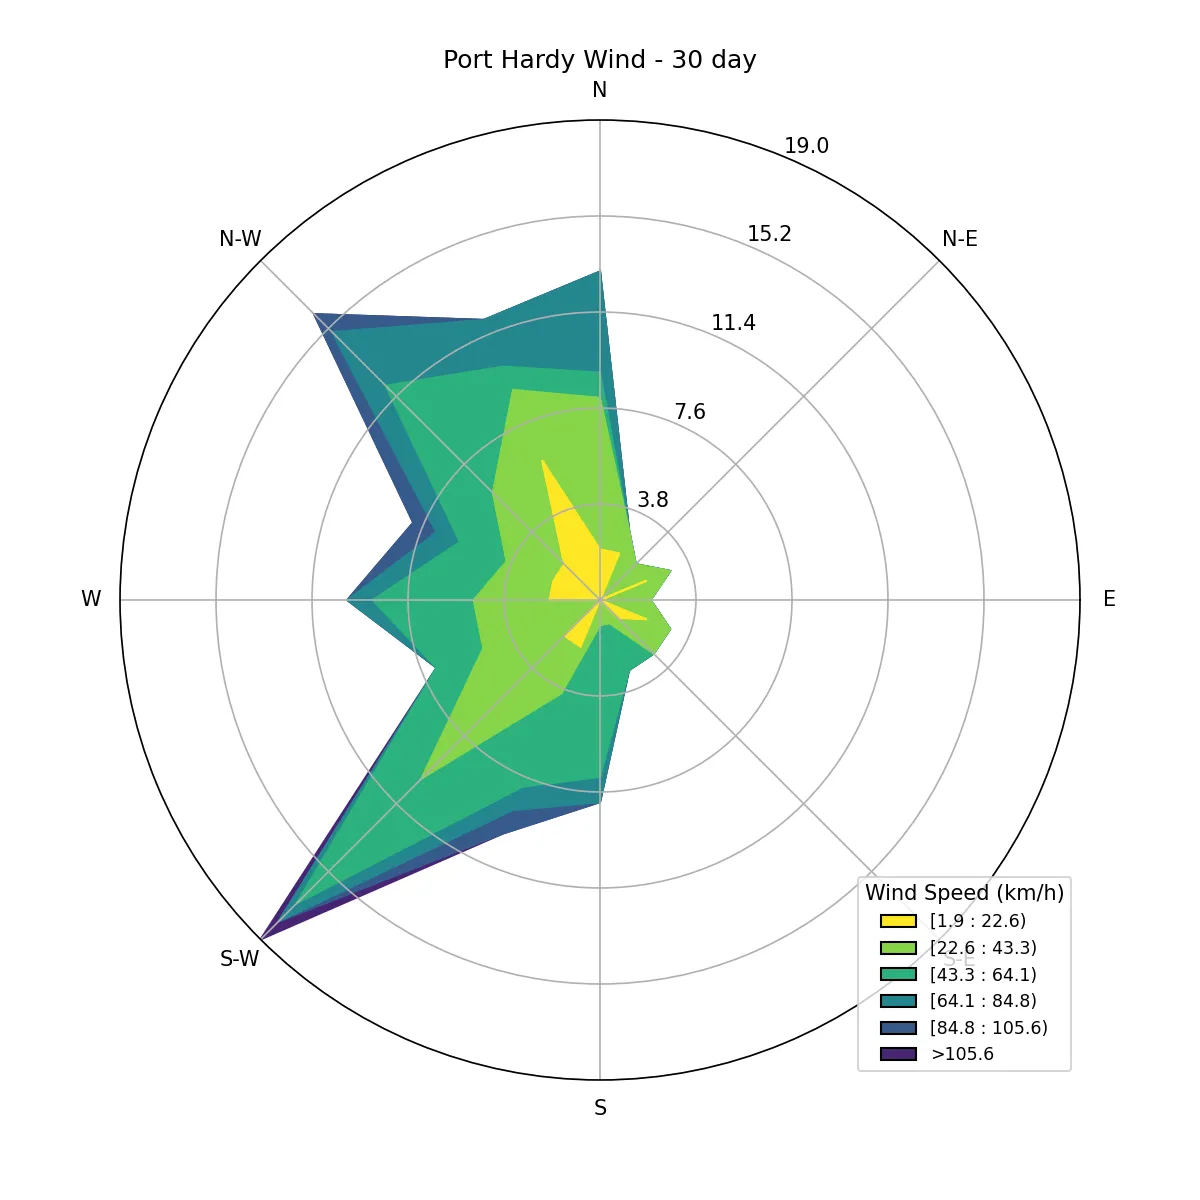 Port Hardy Wind - 30 day
N
19.0
15.2
N-W
N-E
11.4
7.6
3.8
W
E
Wind Speed (km/h)
[1.9 : 22.6)
[22.6 : 43.3)
S-W
S-E
[43.3 : 64.1)
[64.1 : 84.8)
[84.8 : 105.6)
>105.6
S